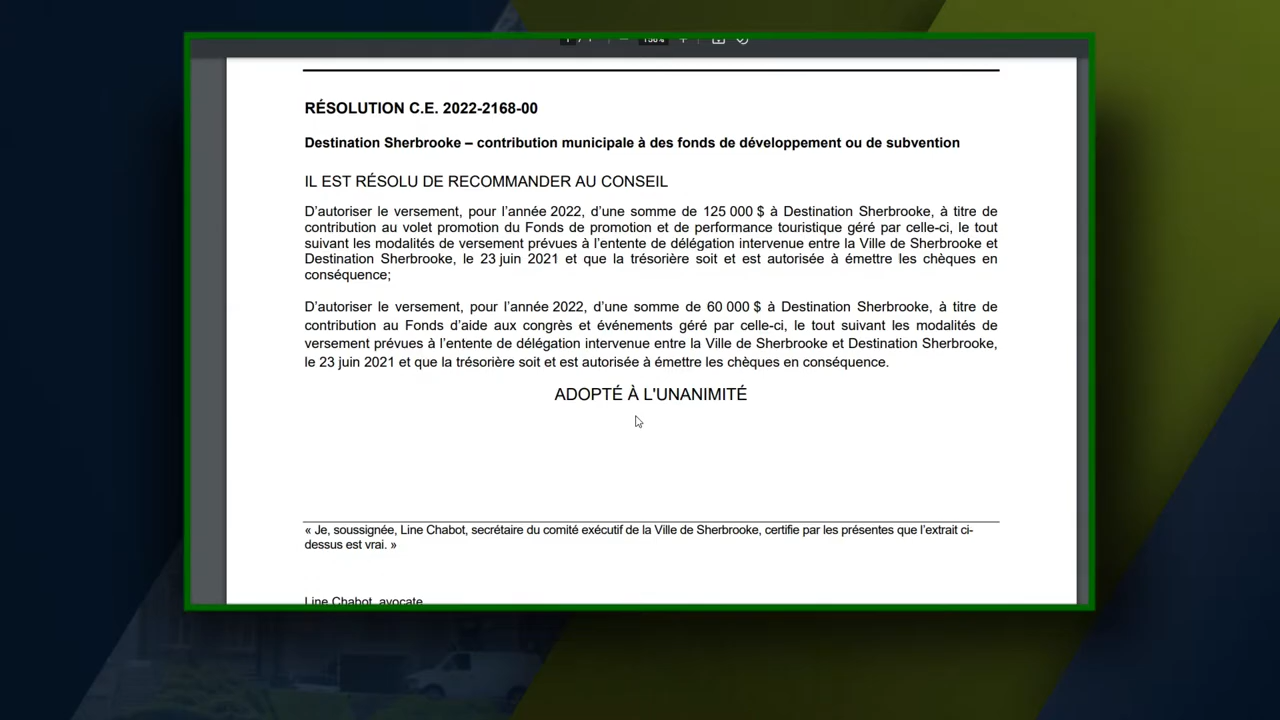 156%
RÉSOLUTION C.E. 2022-2168-00
Destination Sherbrooke – contribution municipale à des fonds de développement ou de subvention
IL EST RÉSOLU DE RECOMMANDER AU CONSEIL
D’autoriser le versement, pour l’année 2022, d’une somme de 125 000 $ à Destination Sherbrooke, à titre de
contribution au volet promotion du Fonds de promotion et de performance touristique géré par celle-ci, le tout
suivant les modalités de versement prévues à l’entente de délégation intervenue entre la Ville de Sherbrooke et
Destination Sherbrooke, le 23 juin 2021 et que la trésorière soit et est autorisée à émettre les chèques en
conséquence;
D’autoriser le versement, pour l’année 2022, d’une somme de 60 000 $ à Destination Sherbrooke, à titre de
contribution au Fonds d’aide aux congrès et événements géré par celle-ci, le tout suivant les modalités de
versement prévues à l’entente de délégation intervenue entre la Ville de Sherbrooke et Destination Sherbrooke,
le 23 juin 2021 et que la trésorière soit et est autorisée à émettre les chèques en conséquence.
ADOPTÉ À L'UNANIMITÉ
« Je, soussignée, Line Chabot, secrétaire du comité exécutif de la Ville de Sherbrooke, certifie par les présentes que l’extrait ci-
dessus est vrai. »
Line Chabot, avocate